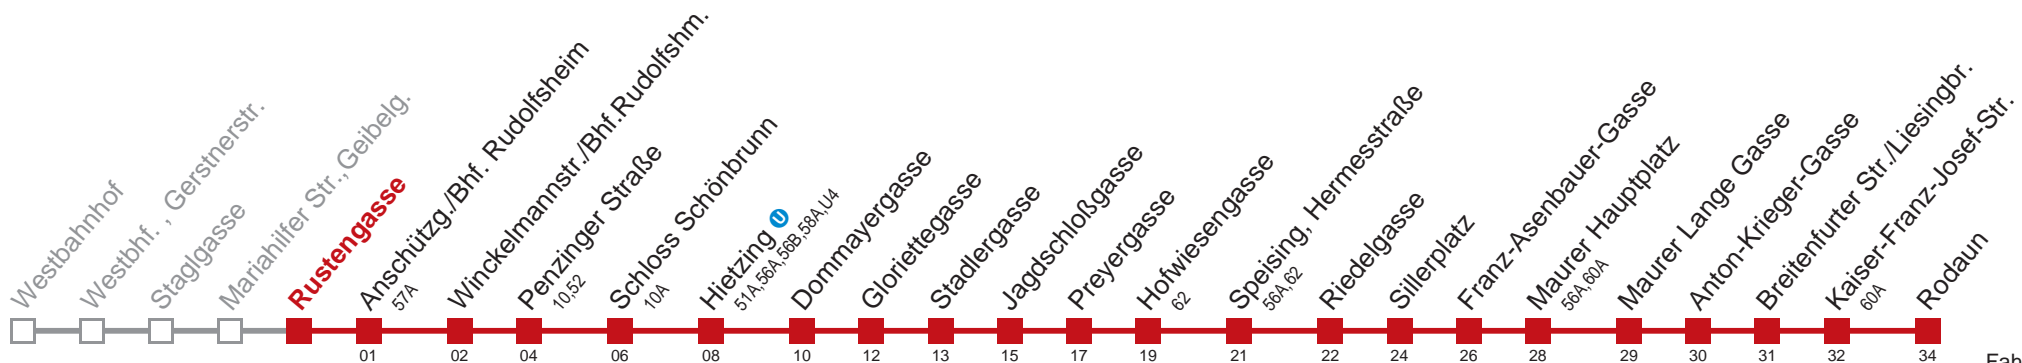 Westbahnhof
Westbhf. , Gerstnerstr.
Staglgasse
Mariahilfer Str.,Geibelg.
Rustengasse
Anschützg./Bhf. Rudolfsheim
57A
Winckelmannstr./Bhf.Rudolfshm.
Penzinger Straße
10,52
Schloss Schönbrunn
10A
Hietzing U
51A,56A,56B,58A,U4
Dommayergasse
Gloriettegasse
Stadlergasse
Jagdschloßgasse
Preyergasse
Hofwiesengasse
62
Speising, Hermesstraße
56A,62
Riedelgasse
Sillerplatz
Franz-Asenbauer-Gasse
Maurer Hauptplatz
56A,60A
Maurer Lange Gasse
Anton-Krieger-Gasse
Breitenfurter Str./Liesingbr.
Kaiser-Franz-Josef-Str.
60A
Rodaun
01 02 04 06 08 10 12 13 15 17 19 21 22 24 26 28 29 30 31 32 34
Fah